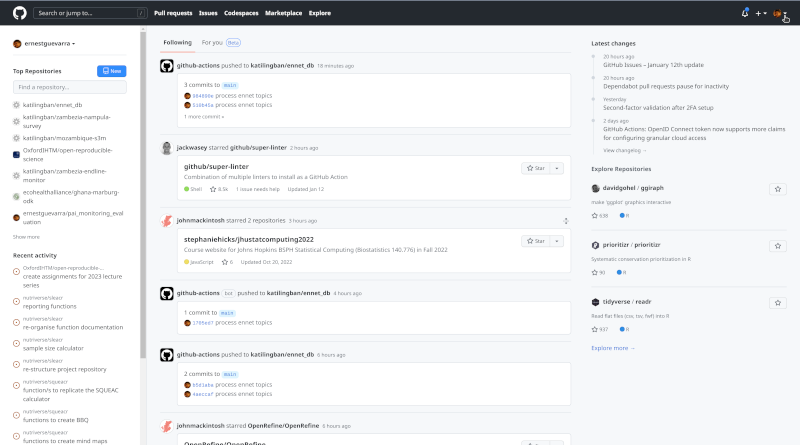 Search or jump to... /
Pull requests Issues Codespaces Marketplace Explore
ernestguevarra
Top Repositories
New
Find a repository...
katilingban/ennet_db
katilingban/zambezia-nampula-
survey
katilingban/mozambique-s3m
OxfordIHTM/open-reproducible-
science
katilingban/zambezia-endline-
monitor
ecohealthalliance/ghana-marburg-
odk
ernestguevarra/pai_monitoring_eval
uation
Show more
Recent activity
OxfordIHTM/open-reproducible...
create assignments for 2023 lecture
series
nutriverse/sleacr
reporting functions
nutriverse/sleacr
re-organise function documentation
nutriverse/sleacr
sample size calculator
nutriverse/sleacr
re-structure project repository
nutriverse/squeacr
function/s to replicate the SQUEAC
calculator
nutriverse/squeacr
functions to create BBQ
nutriverse/squeacr
functions to create mind maps
Following For you Beta
github-actions pushed to katilingban/ennet_db 18 minutes ago
3 commits to main
process ennet topics
process ennet topics
1 more commit »
jackwasey starred github/super-linter 2 hours ago
github/super-linter
Star
Combination of multiple linters to install as a GitHub Action
Shell 8.5k 1 issue needs help Updated Jan 12
johnmackintosh starred 2 repositories 3 hours ago
stephaniehicks/jhustatcomputing2022
Star
Course website for Johns Hopkins BSPH Statistical Computing (Biostatistics 140.776) in Fall 2022
JavaScript 6 Updated Oct 20, 2022
github-actions bot pushed to katilingban/ennet_db 4 hours ago
1 commit to main
process ennet topics
github-actions pushed to katilingban/ennet_db 6 hours ago
2 commits to main
process ennet topics
process ennet topics
johnmackintosh starred OpenRefine/OpenRefine 6 hours ago
OpenRefine/OpenRefine
Star
Latest changes
20 hours ago
GitHub Issues – January 12th update
20 hours ago
Dependabot pull requests pause for inactivity
Yesterday
Second-factor validation after 2FA setup
2 days ago
GitHub Actions: OpenID Connect token now supports more claims
for configuring granular cloud access
View changelog →
Explore Repositories
davidgohel / ggiraph
make 'ggplot' graphics interactive
638 R
prioritizr / prioritizr
Systematic conservation prioritization in R
90 R
tidyverse / readr
Read flat files (csv, tsv, fwf) into R
937 R
Explore more →